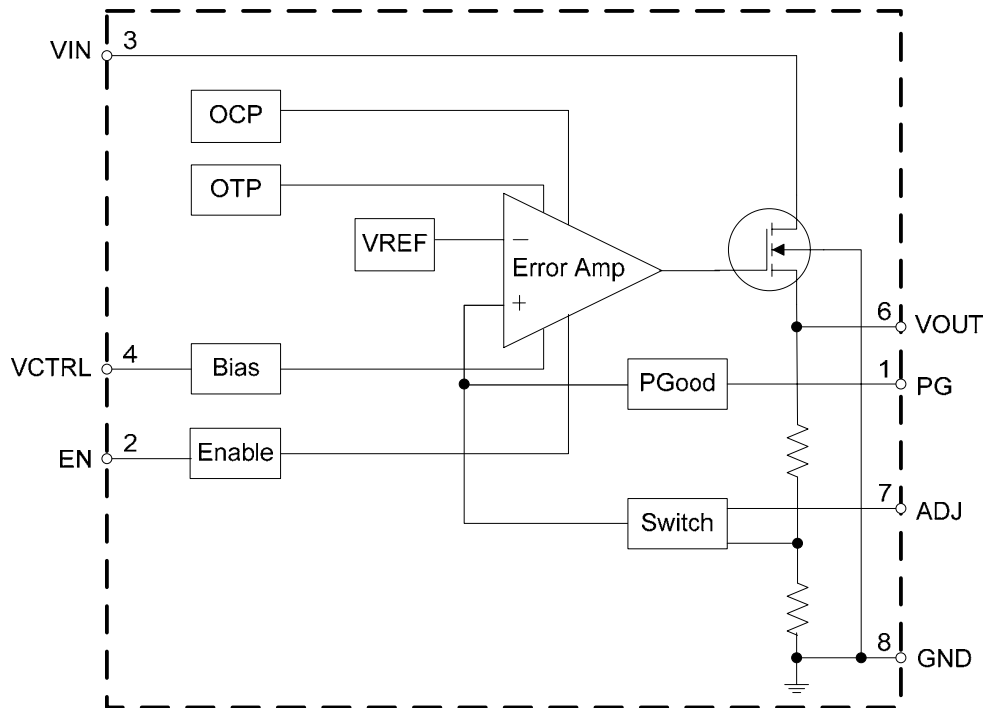 VIN
3
OCP
OTP
VREF
−
Error Amp
+
6
VOUT
VCTRL
4
Bias
PGood
1
PG
EN
2
Enable
7
ADJ
Switch
8
GND